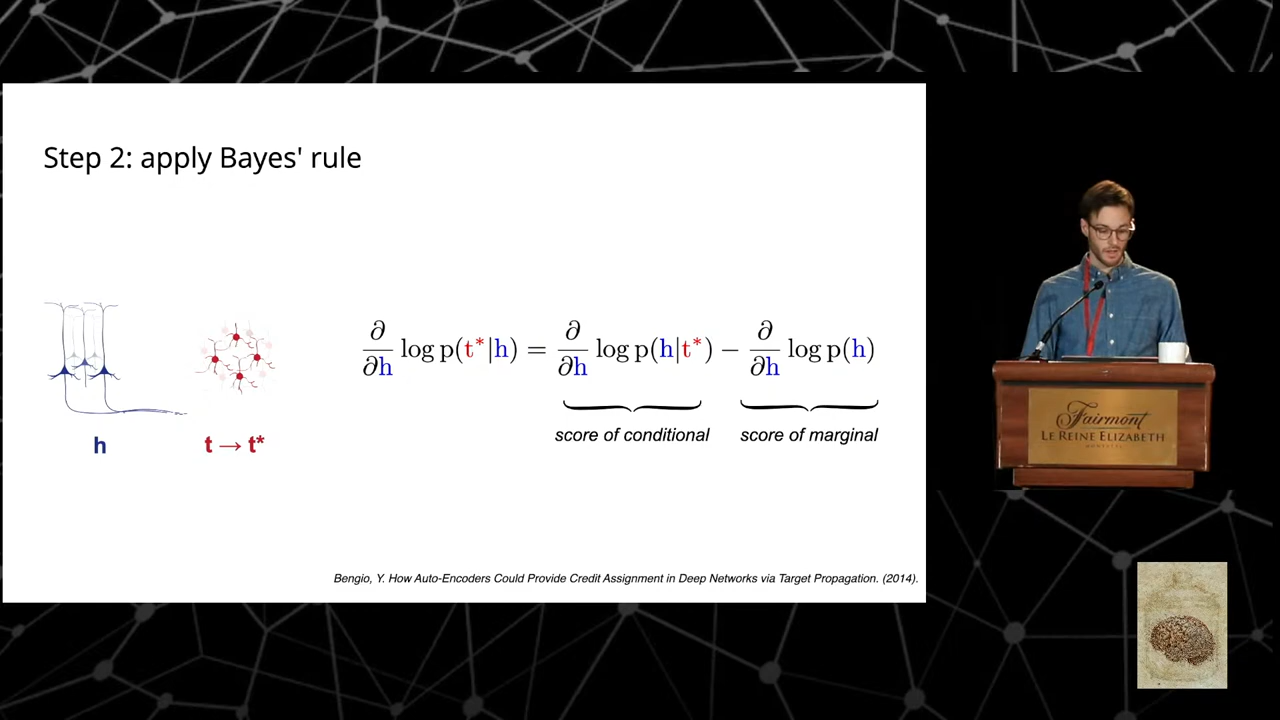 Step 2: apply Bayes' rule
∂/∂h log p(t*|h) = ∂/∂h log p(h|t*) − ∂/∂h log p(h)
score of conditional score of marginal
h t → t*
Bengio, Y. How Auto-Encoders Could Provide Credit Assignment in Deep Networks via Target Propagation. (2014).
Fairmont
LE REINE ELIZABETH
MONTRÉAL